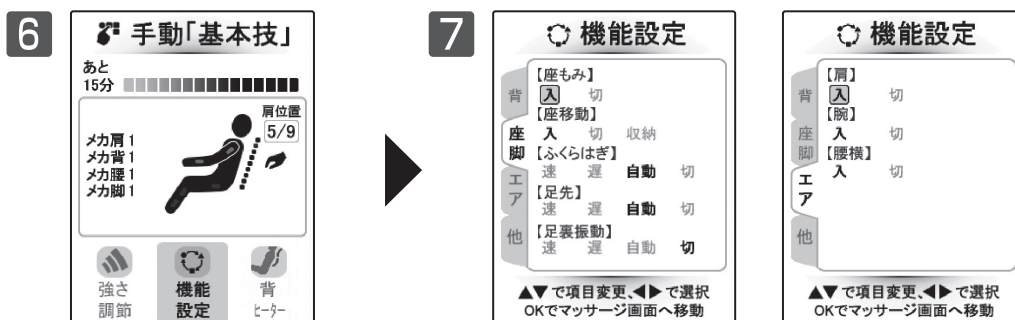 6
手動「基本技」
あと
15分
肩位置
5/9
メカ肩 1
メカ背 1
メカ腰 1
メカ脚 1
強さ
調節
機能
設定
背
ヒーター
7
機能設定
背
座
脚
エ
ア
他
【座もみ】
入 切
【座移動】
入 切 収納
【ふくらはぎ】
速 遅 自動 切
【足先】
速 遅 自動 切
【足裏振動】
速 遅 自動 切
▲▼で項目変更、◀▶で選択
OKでマッサージ画面へ移動
機能設定
背
座
脚
エ
ア
他
【肩】
入 切
【腕】
入 切
【腰横】
入 切
▲▼で項目変更、◀▶で選択
OKでマッサージ画面へ移動